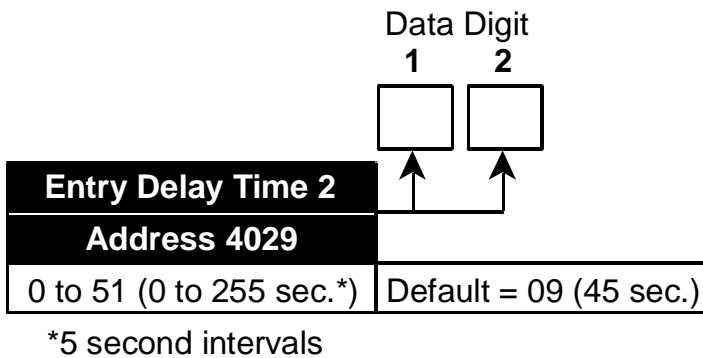 Data Digit
1 2
Entry Delay Time 2
Address 4029
0 to 51 (0 to 255 sec.*) Default = 09 (45 sec.)
*5 second intervals